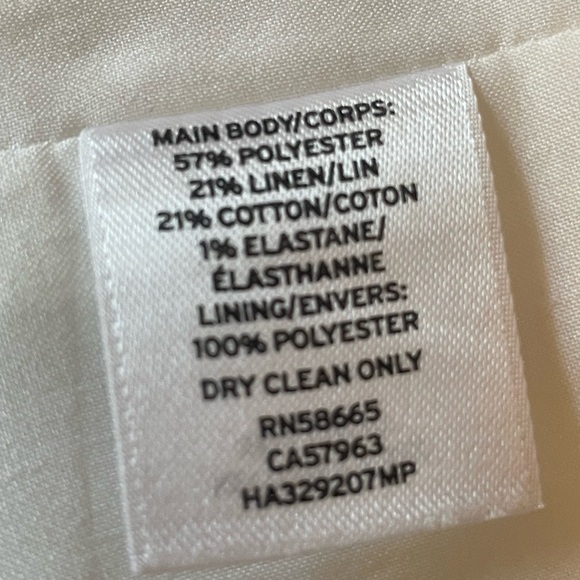 MAIN BODY/CORPS:
57% POLYESTER
21% LINEN/LIN
21% COTTON/COTON
1% ELASTANE/
ÉLASTHANNE
LINING/ENVERS:
100% POLYESTER
DRY CLEAN ONLY
RN58665
CA57963
HA329207MP